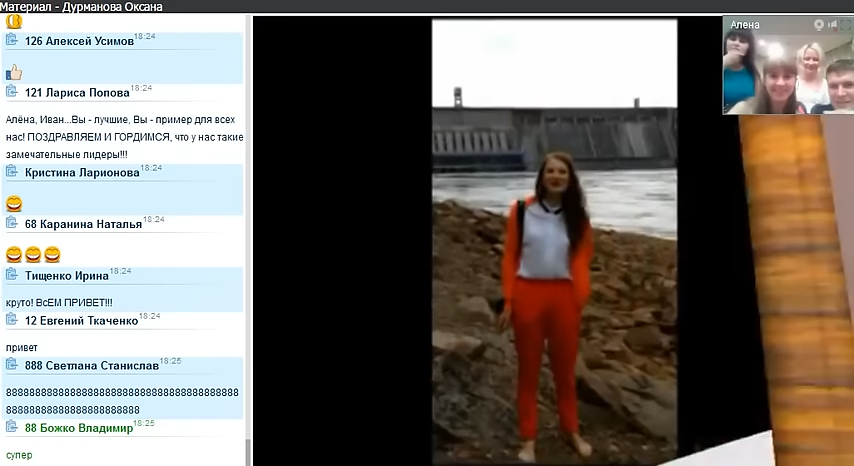 Материал - Дурманова Оксана
126 Алексей Усимов 18:24
121 Лариса Попова 18:24
Алёна, Иван...Вы - лучшие, Вы - пример для всех
нас! ПОЗДРАВЛЯЕМ И ГОРДИМСЯ, что у нас такие
замечательные лидеры!!!
Кристина Ларионова 18:24
68 Каранина Наталья 18:24
Тищенко Ирина 18:24
круто! ВсЕМ ПРИВЕТ!!!
12 Евгений Ткаченко 18:24
привет
888 Светлана Станислав 18:25
88888888888888888888888888888888888888888
88888888888888888888888
88 Божко Владимир 18:25
супер
Алена